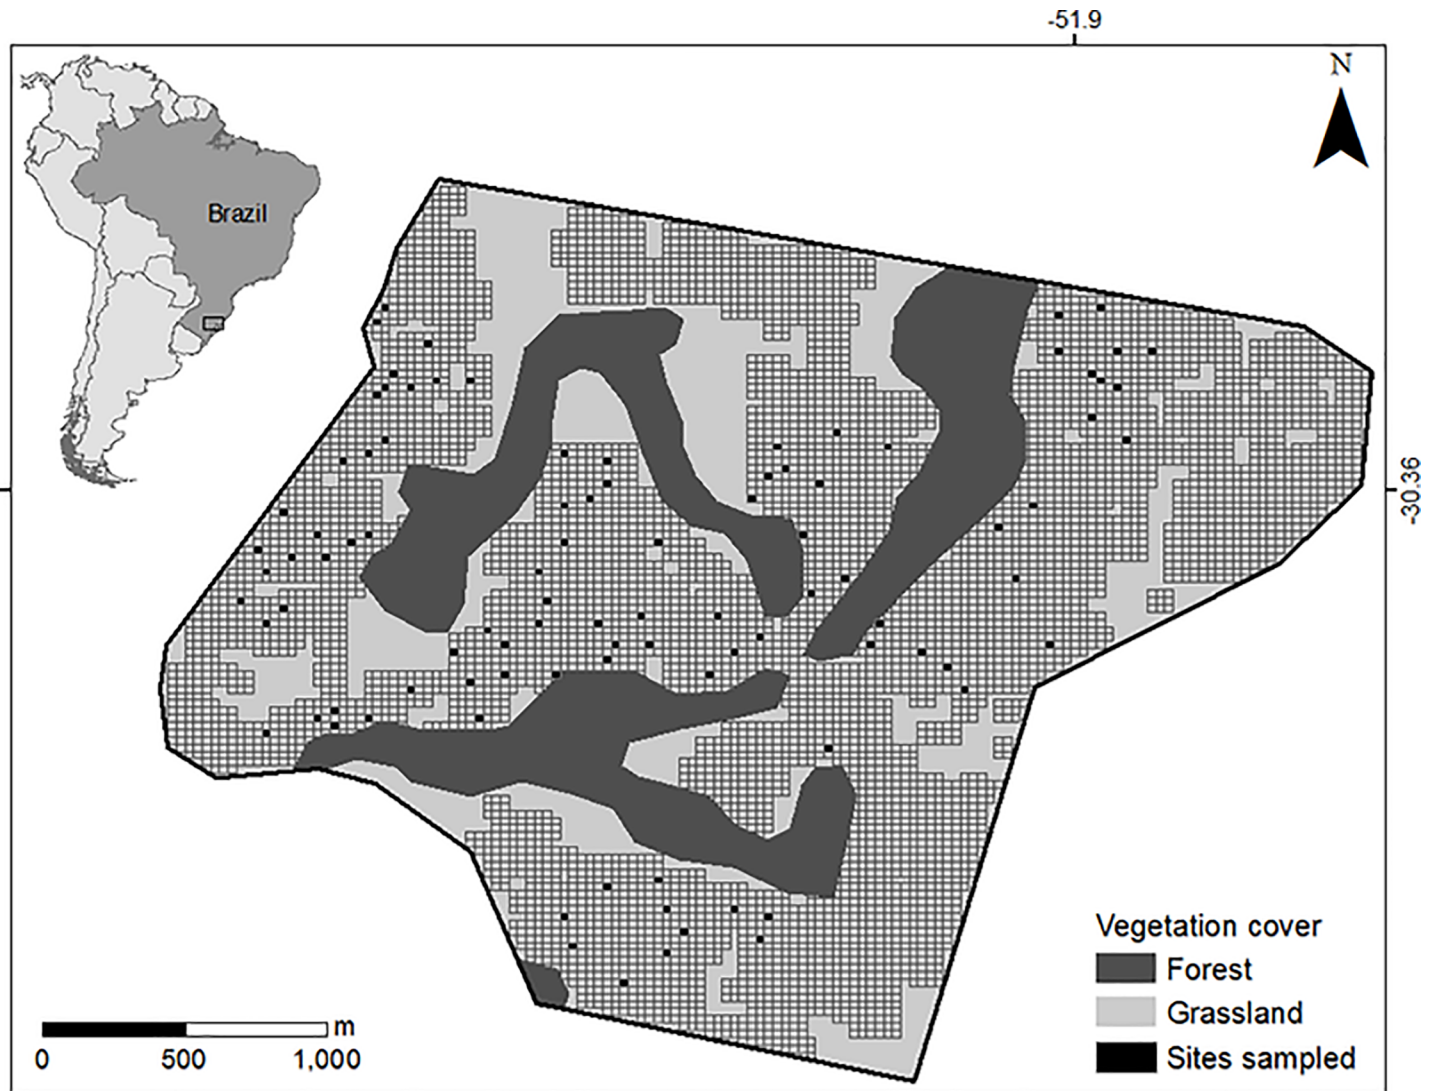 -51.9
N
Brazil
-30.36
Vegetation cover
Forest
Grassland
Sites sampled
m
0 500 1,000